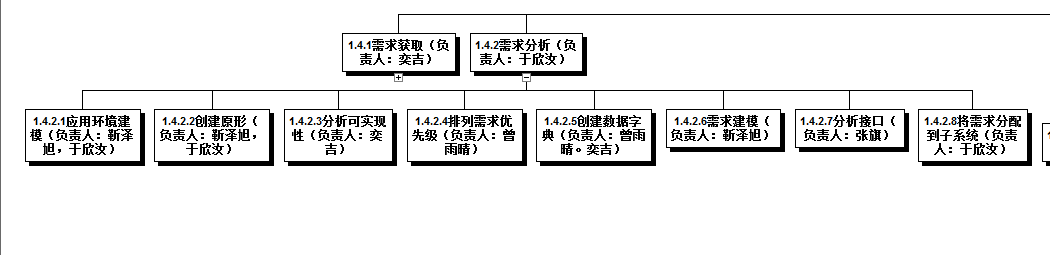 1.4.1需求获取（负
责人：奕吉）
1.4.2需求分析（负
责人：于欣汝）
1.4.2.1应用环境建
模（负责人：靳泽
旭，于欣汝）
1.4.2.2创建原形（
负责人：靳泽旭，
于欣汝）
1.4.2.3分析可实现
性（负责人：奕
吉）
1.4.2.4排列需求优
先级（负责人：曾
雨晴）
1.4.2.5创建数据字
典（负责人：曾雨
晴。奕吉）
1.4.2.6需求建模（
负责人：靳泽旭）
1.4.2.7分析接口（
负责人：张旗）
1.4.2.8将需求分配
到子系统（负责
人：于欣汝）